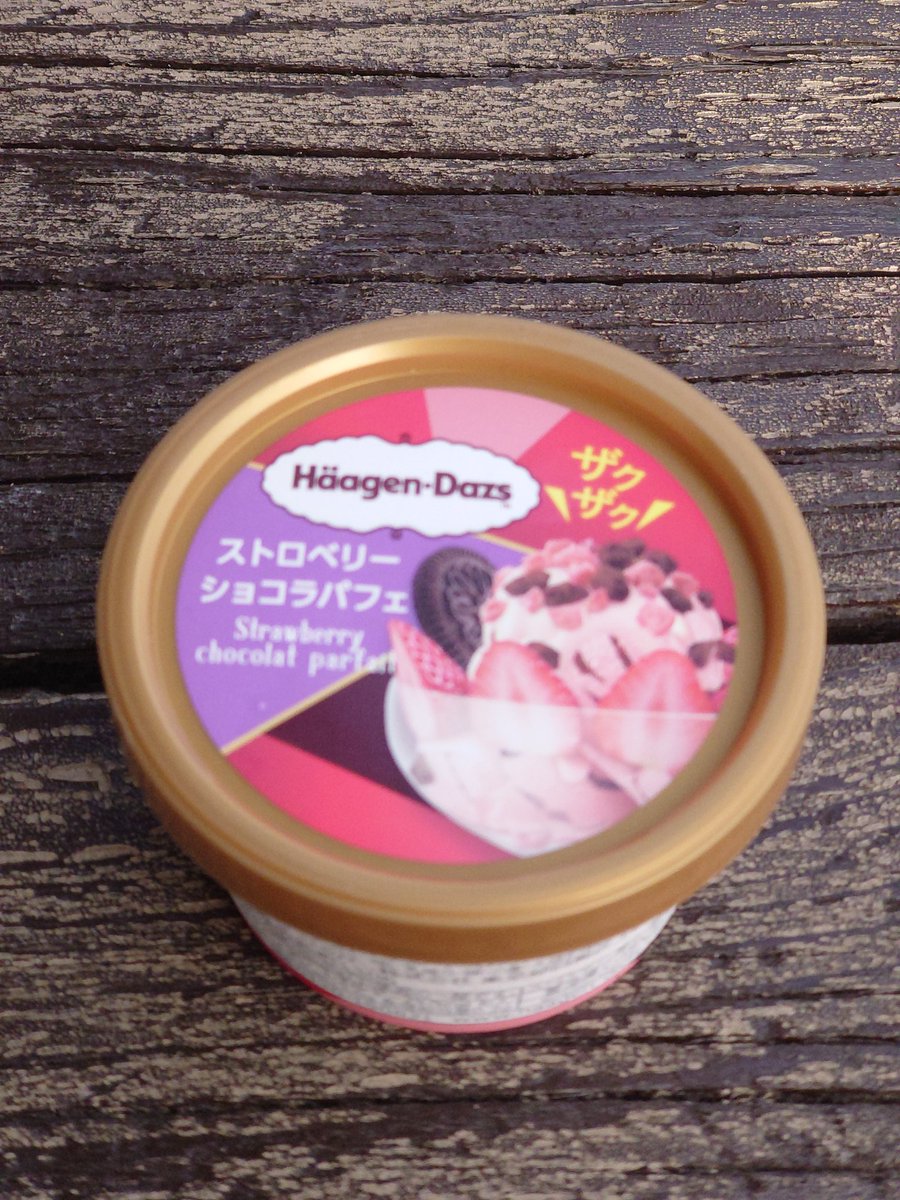 Häagen-Dazs
ザク
ザク
ストロベリー
ショコラパフェ
Strawberry
chocolat parfait